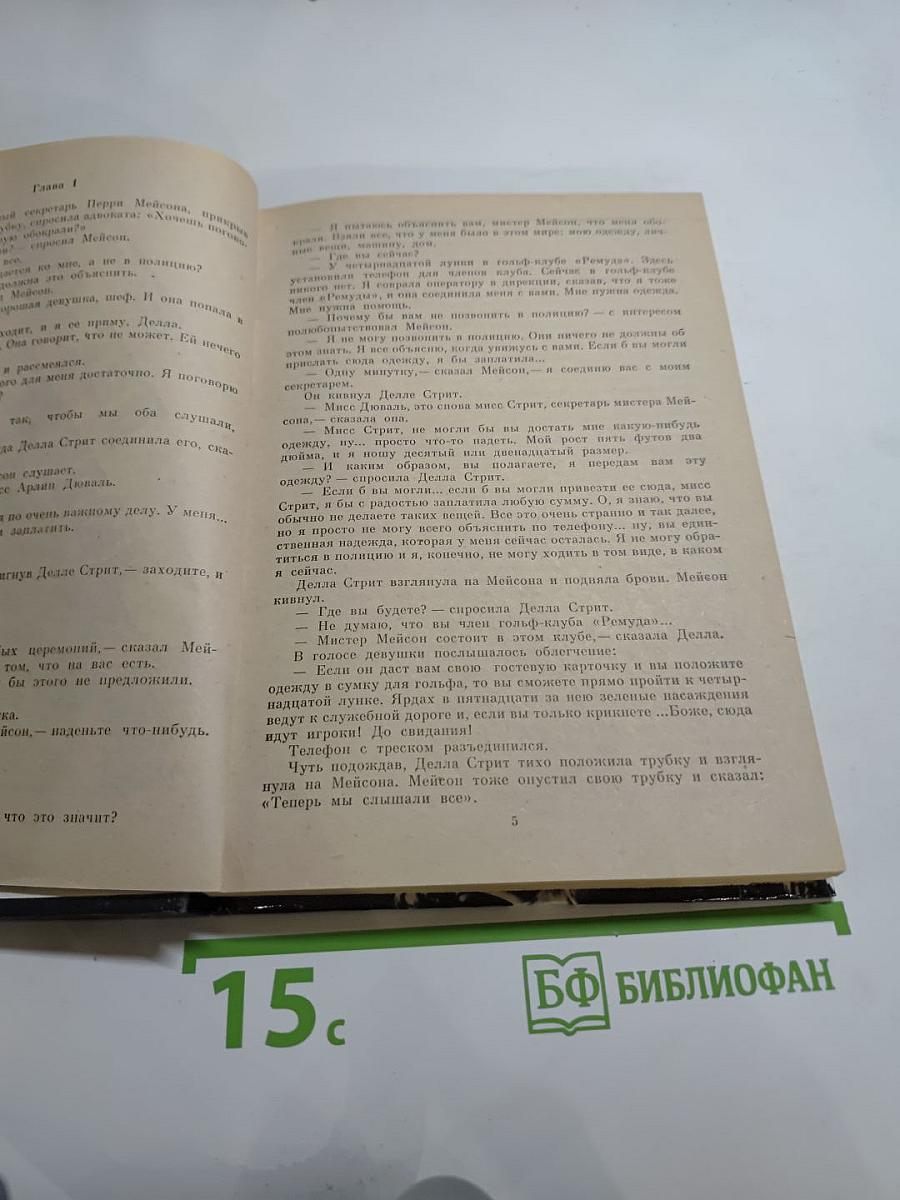 Глава I
ный секретарь Перри Мейсона, прикрыв
бку, спросила адвоката: «Хочешь погово-
ую обокрали?»
— спросил Мейсон.
все.
ается ко мне, а не в полицию?
олжна это объяснить.
л Мейсон.
орошая девушка, шеф. И она попала в
ходит, и я ее приму, Делла.
Она говорит, что не может. Ей нечего
и рассмеялся.
ого для меня достаточно. Я поговорю
?
так, чтобы мы оба слушали,
да Делла Стрит соединила его, ска-
сон слушает.
сс Арлин Дюваль.
я по очень важному делу. У меня...
и заплатить.
игнув Делле Стрит,— заходите, и
ых церемоний,— сказал Мей-
том, что на вас есть.
бы этого не предложили.
ка.
йсон,— наденьте что-нибудь.
что это значит?
— Я пытаюсь объяснить вам, мистер Мейсон, что меня обо-
крали. Взяли все, что у меня было в этом мире: мою одежду, лич-
ные вещи, машину, дом.
— Где вы сейчас?
— У четырнадцатой лунки в гольф-клубе «Ремуда». Здесь
установили телефон для членов клуба. Сейчас в гольф-клубе
никого нет. Я соврала оператору в дирекции, сказав, что я тоже
член «Ремуды», и она соединила меня с вами. Мне нужна одежда.
Мне нужна помощь.
— Почему бы вам не позвонить в полицию? — с интересом
полюбопытствовал Мейсон.
— Я не могу позвонить в полицию. Они ничего не должны об
этом знать. Я все объясню, когда увижусь с вами. Если б вы могли
прислать сюда одежду, я бы заплатила...
— Одну минутку,— сказал Мейсон,— я соединю вас с моим
секретарем.
Он кивнул Делле Стрит.
— Мисс Дюваль, это снова мисс Стрит, секретарь мистера Мей-
сона,— сказала она.
— Мисс Стрит, не могли бы вы достать мне какую-нибудь
одежду, ну... просто что-то надеть. Мой рост пять футов два
дюйма, и я ношу десятый или двенадцатый размер.
— И каким образом, вы полагаете, я передам вам эту
одежду? — спросила Делла Стрит.
— Если б вы могли... если б вы могли привезти ее сюда, мисс
Стрит, я бы с радостью заплатила любую сумму. О, я знаю, что вы
обычно не делаете таких вещей. Все это очень странно и так далее,
но я просто не могу всего объяснить по телефону... ну, вы един-
ственная надежда, которая у меня сейчас осталась. Я не могу обра-
титься в полицию и я, конечно, не могу ходить в том виде, в каком
я сейчас.
Делла Стрит взглянула на Мейсона и подняла брови. Мейсон
кивнул.
— Где вы будете? — спросила Делла Стрит.
— Не думаю, что вы член гольф-клуба «Ремуда»...
— Мистер Мейсон состоит в этом клубе,— сказала Делла.
В голосе девушки послышалось облегчение:
— Если он даст вам свою гостевую карточку и вы положите
одежду в сумку для гольфа, то вы сможете прямо пройти к четыр-
надцатой лунке. Ярдах в пятнадцати за нею зеленые насаждения
ведут к служебной дороге и, если вы только крикнете ...Боже, сюда
идут игроки! До свидания!
Телефон с треском разъединился.
Чуть подождав, Делла Стрит тихо положила трубку и взгля-
нула на Мейсона. Мейсон тоже опустил свою трубку и сказал:
«Теперь мы слышали все».
5
15 с
БФ БИБЛИОФАН